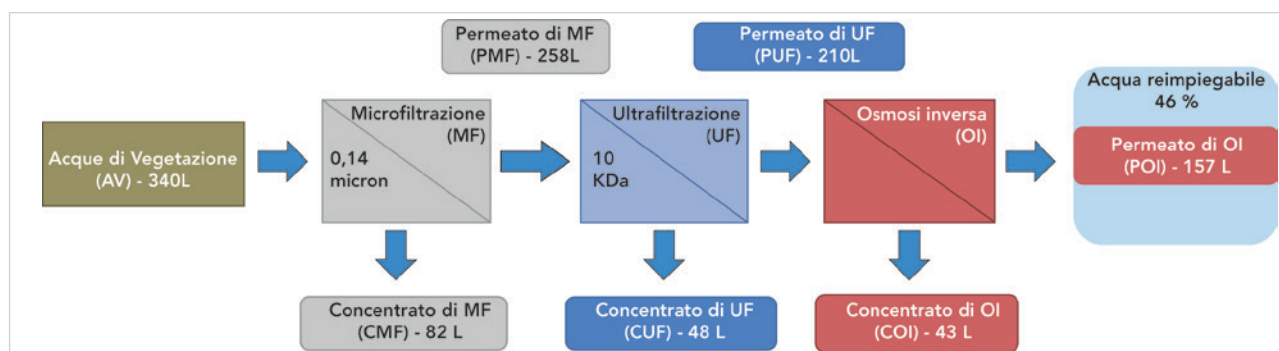 Permeato di MF
(PMF) - 258L
Permeato di UF
(PUF) - 210L
Acque di Vegetazione
(AV) - 340L
Microfiltrazione
(MF)
0,14
micron
Ultrafiltrazione
(UF)
10
KDa
Osmosi inversa
(OI)
Acqua reimpiegabile
46 %
Permeato di OI
(POI) - 157 L
Concentrato di MF
(CMF) - 82 L
Concentrato di UF
(CUF) - 48 L
Concentrato di OI
(COI) - 43 L